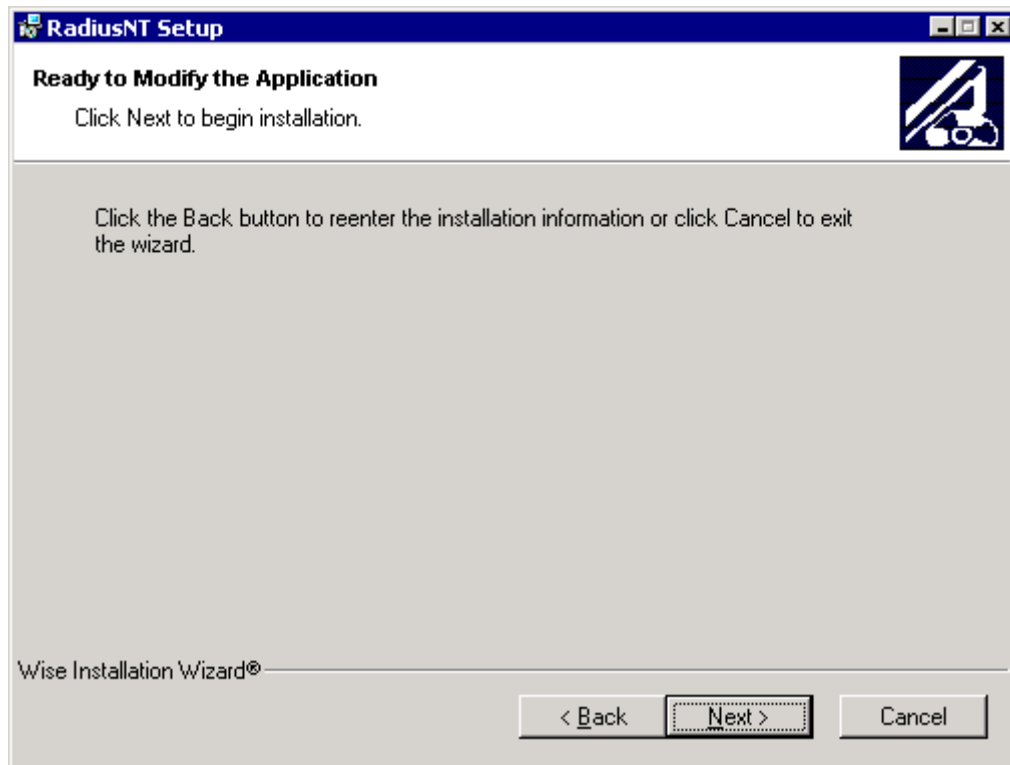 RadiusNT Setup
Ready to Modify the Application
Click Next to begin installation.
Click the Back button to reenter the installation information or click Cancel to exit
the wizard.
Wise Installation Wizard®
< Back
Next >
Cancel